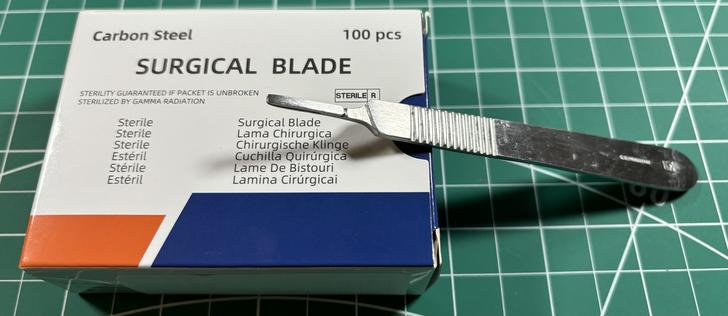 Carbon Steel 100 pcs
SURGICAL BLADE
STERILITY GUARANTEED IF PACKET IS UNBROKEN
STERILIZED BY GAMMA RADIATION
STERILE R
Sterile Surgical Blade
Sterile Lama Chirurgica
Sterile Chirurgische Klinge
Estéril Cuchilla Quirúrgica
Stérile Lame De Bistouri
Estéril Lamina Cirúrgicai